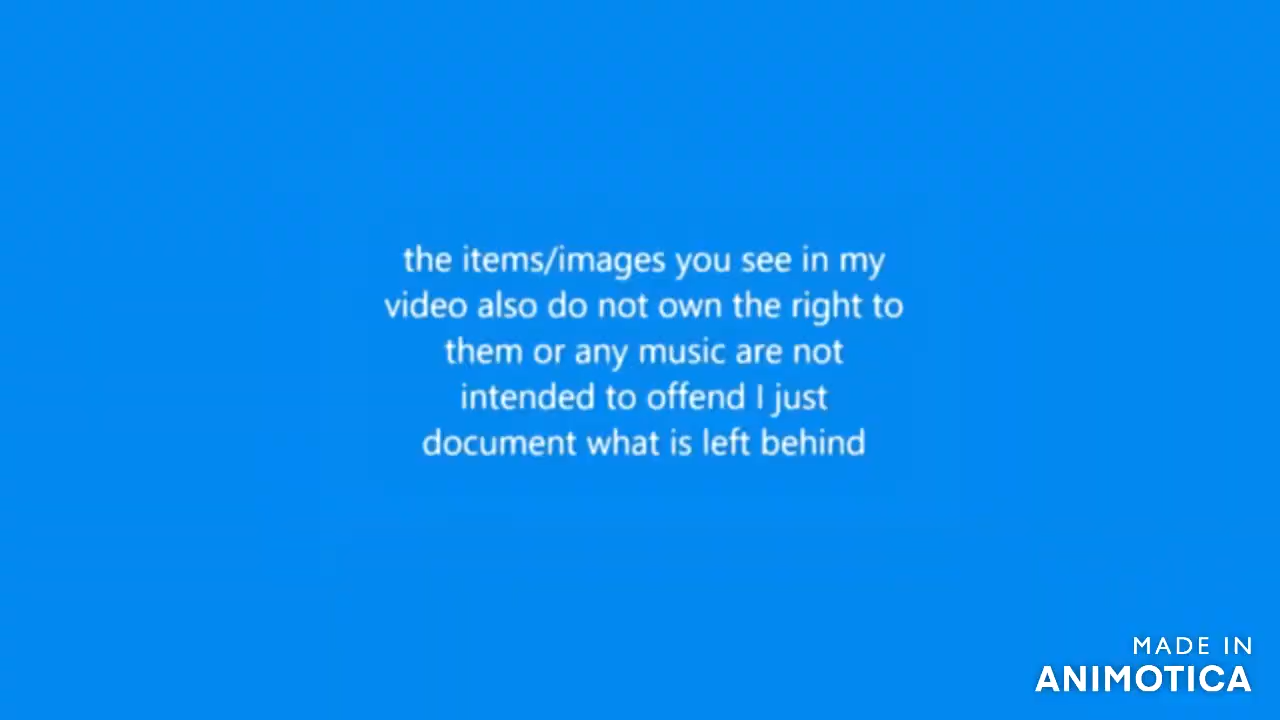 the items/images you see in my
video also do not own the right to
them or any music are not
intended to offend I just
document what is left behind
MADE IN
ANIMOTICA